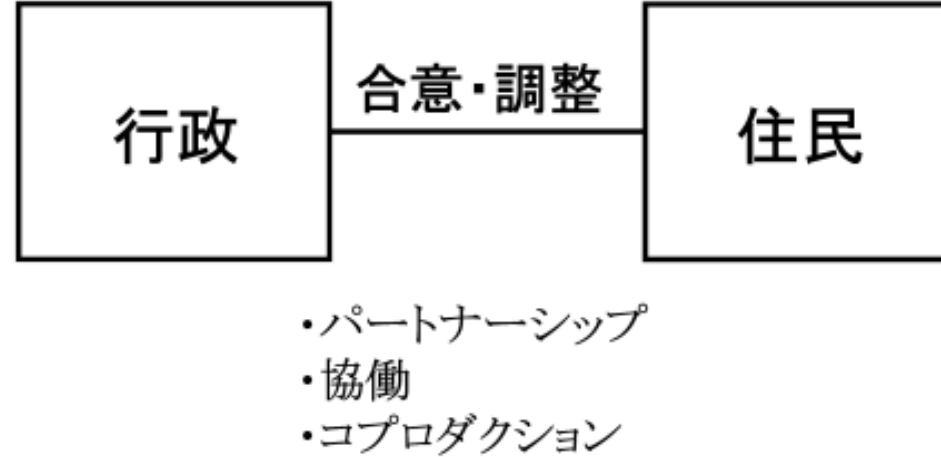 行政
合意・調整
住民
・パートナーシップ
・協働
・コプロダクション